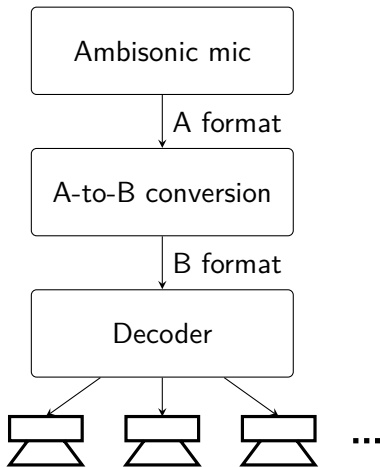 Ambisonic mic
A format
A-to-B conversion
B format
Decoder
...